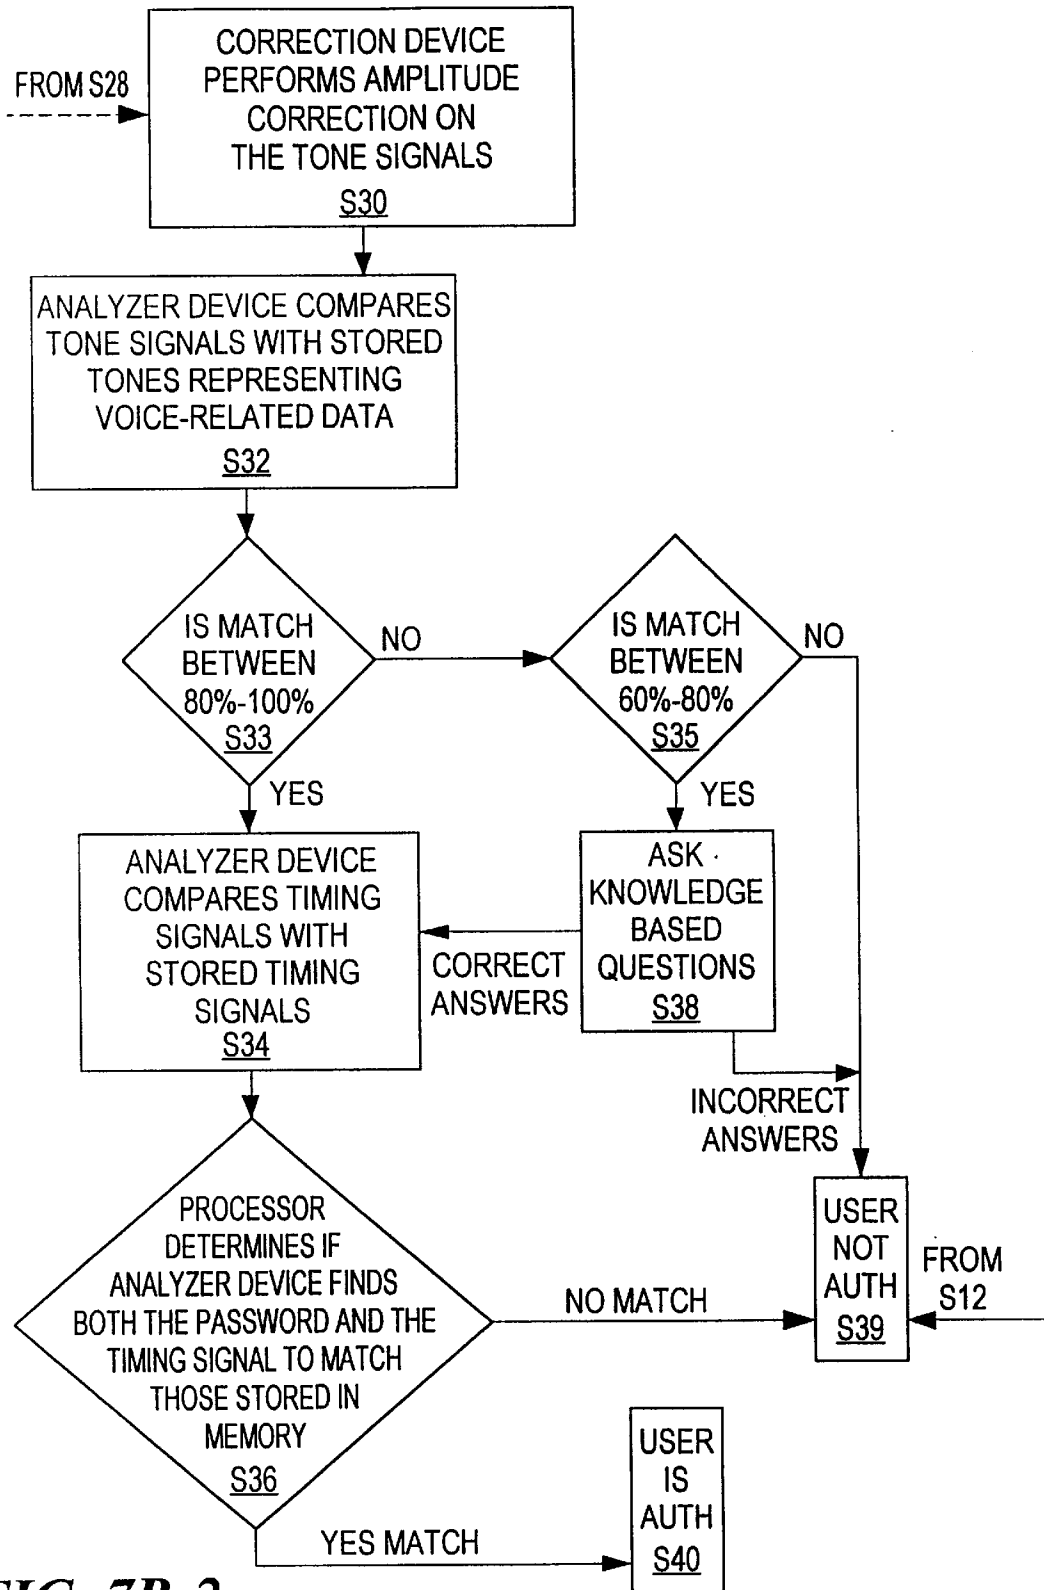 CORRECTION DEVICE
PERFORMS AMPLITUDE
CORRECTION ON
THE TONE SIGNALS
S30
FROM S28
ANALYZER DEVICE COMPARES
TONE SIGNALS WITH STORED
TONES REPRESENTING
VOICE-RELATED DATA
S32
IS MATCH
BETWEEN
80%-100%
S33
NO
IS MATCH
BETWEEN
60%-80%
S35
NO
YES
YES
ANALYZER DEVICE
COMPARES TIMING
SIGNALS WITH
STORED TIMING
SIGNALS
S34
CORRECT
ANSWERS
ASK
KNOWLEDGE
BASED
QUESTIONS
S38
INCORRECT
ANSWERS
PROCESSOR
DETERMINES IF
ANALYZER DEVICE FINDS
BOTH THE PASSWORD AND THE
TIMING SIGNAL TO MATCH
THOSE STORED IN
MEMORY
S36
NO MATCH
USER
NOT
AUTH
S39
FROM
S12
YES MATCH
USER
IS
AUTH
S40
FIG. 7B-2